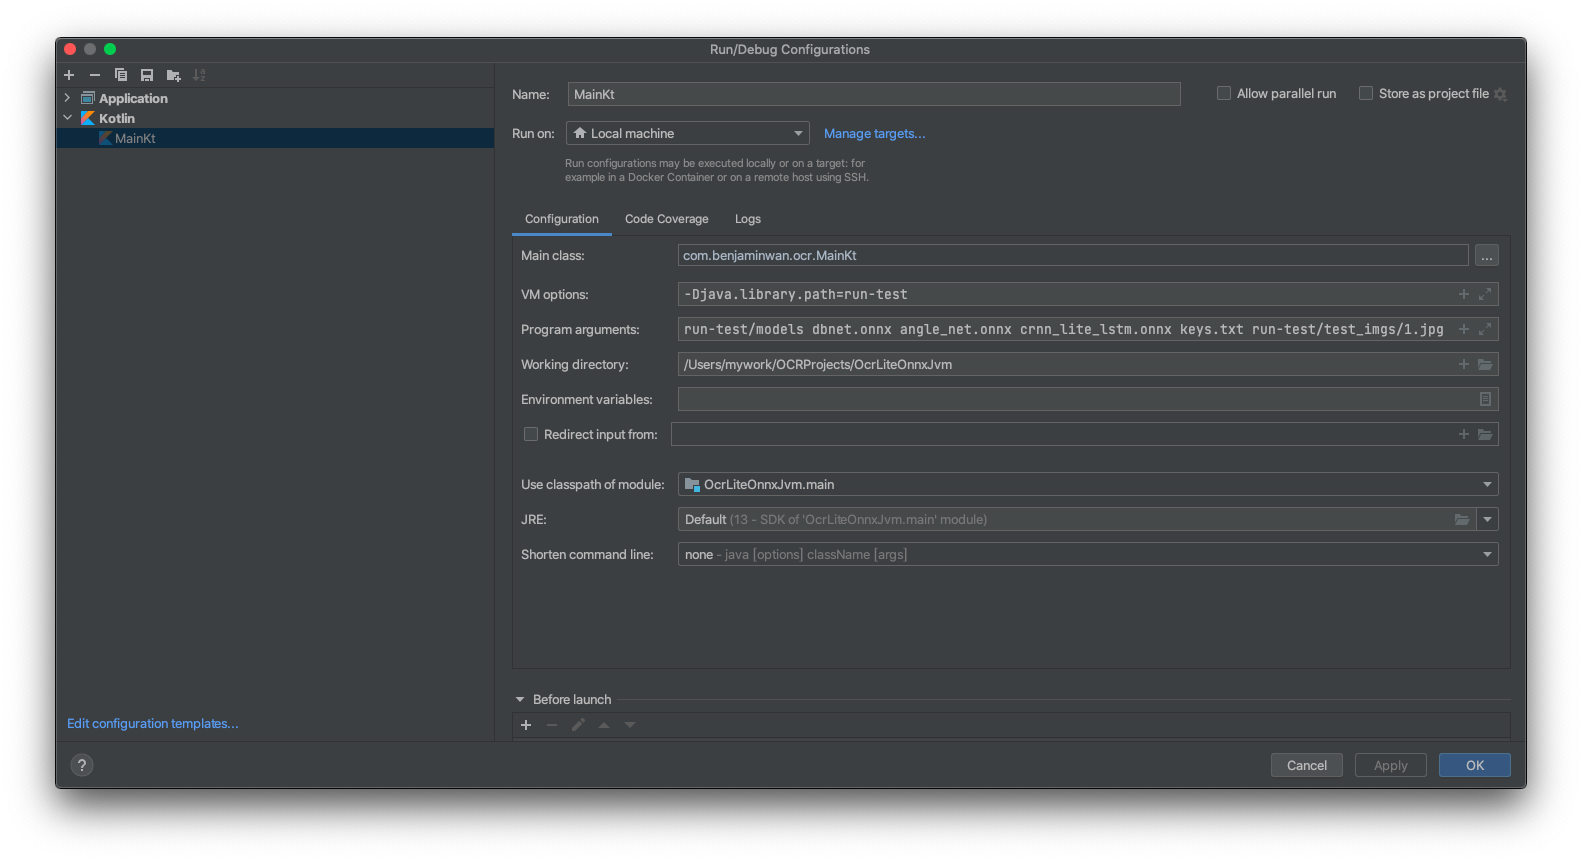 Run/Debug Configurations
Application
Kotlin
MainKt
Edit configuration templates...
Name: MainKt Allow parallel run Store as project file
Run on: Local machine Manage targets...
Run configurations may be executed locally or on a target: for
example in a Docker Container or on a remote host using SSH.
Configuration Code Coverage Logs
Main class: com.benjaminwan.ocr.MainKt ...
VM options: -Djava.library.path=run-test
Program arguments: run-test/models dbnet.onnx angle_net.onnx crnn_lite_lstm.onnx keys.txt run-test/test_imgs/1.jpg
Working directory: /Users/mywork/OCRProjects/OcrLiteOnnxJvm
Environment variables:
Redirect input from:
Use classpath of module: OcrLiteOnnxJvm.main
JRE: Default (13 - SDK of 'OcrLiteOnnxJvm.main' module)
Shorten command line: none - java [options] className [args]
Before launch
? Cancel Apply OK